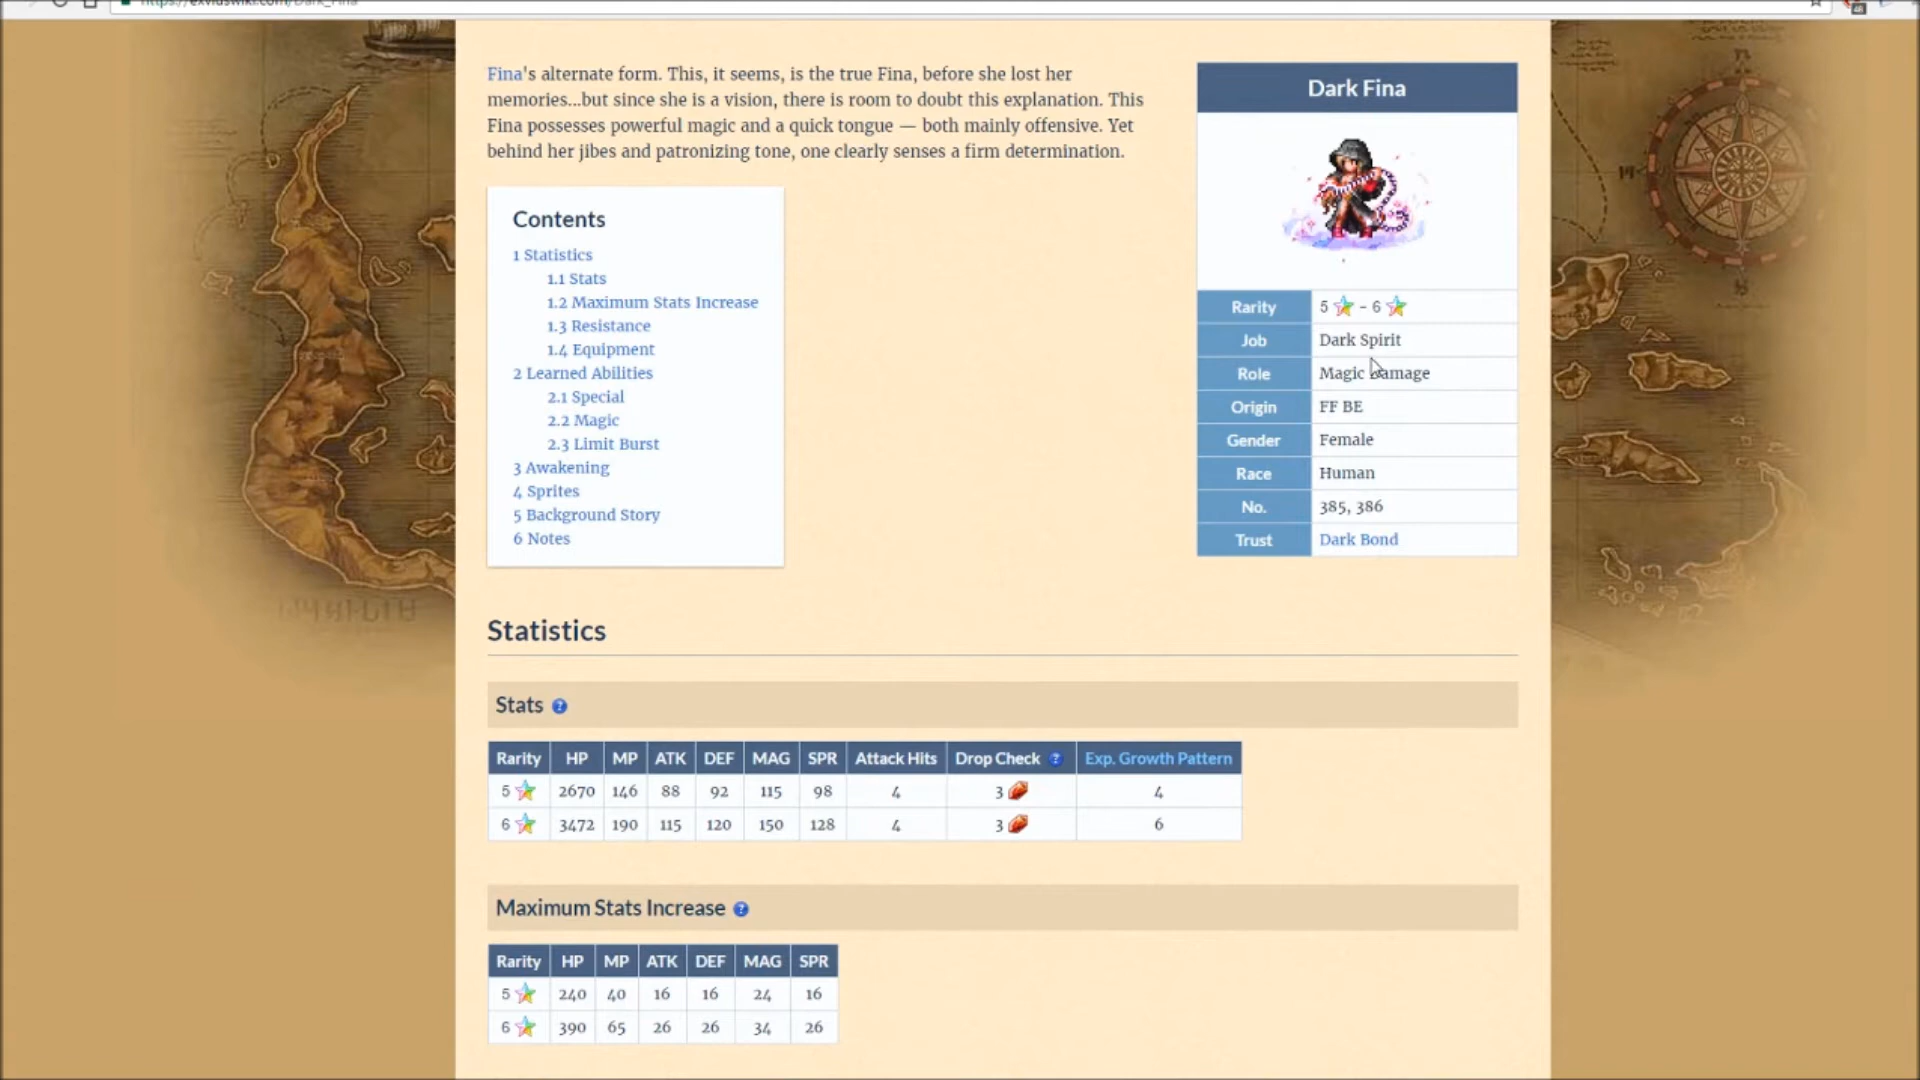 https://exviuswiki.com/Dark_Fina
Fina's alternate form. This, it seems, is the true Fina, before she lost her
memories...but since she is a vision, there is room to doubt this explanation. This
Fina possesses powerful magic and a quick tongue — both mainly offensive. Yet
behind her jibes and patronizing tone, one clearly senses a firm determination.
Contents
1 Statistics
1.1 Stats
1.2 Maximum Stats Increase
1.3 Resistance
1.4 Equipment
2 Learned Abilities
2.1 Special
2.2 Magic
2.3 Limit Burst
3 Awakening
4 Sprites
5 Background Story
6 Notes
Dark Fina
Rarity 5 - 6
Job Dark Spirit
Role Magic Damage
Origin FF BE
Gender Female
Race Human
No. 385, 386
Trust Dark Bond
Statistics
Stats
Rarity HP MP ATK DEF MAG SPR Attack Hits Drop Check Exp. Growth Pattern
5 2670 146 88 92 115 98 4 3 4
6 3472 190 115 120 150 128 4 3 6
Maximum Stats Increase
Rarity HP MP ATK DEF MAG SPR
5 240 40 16 16 24 16
6 390 65 26 26 34 26